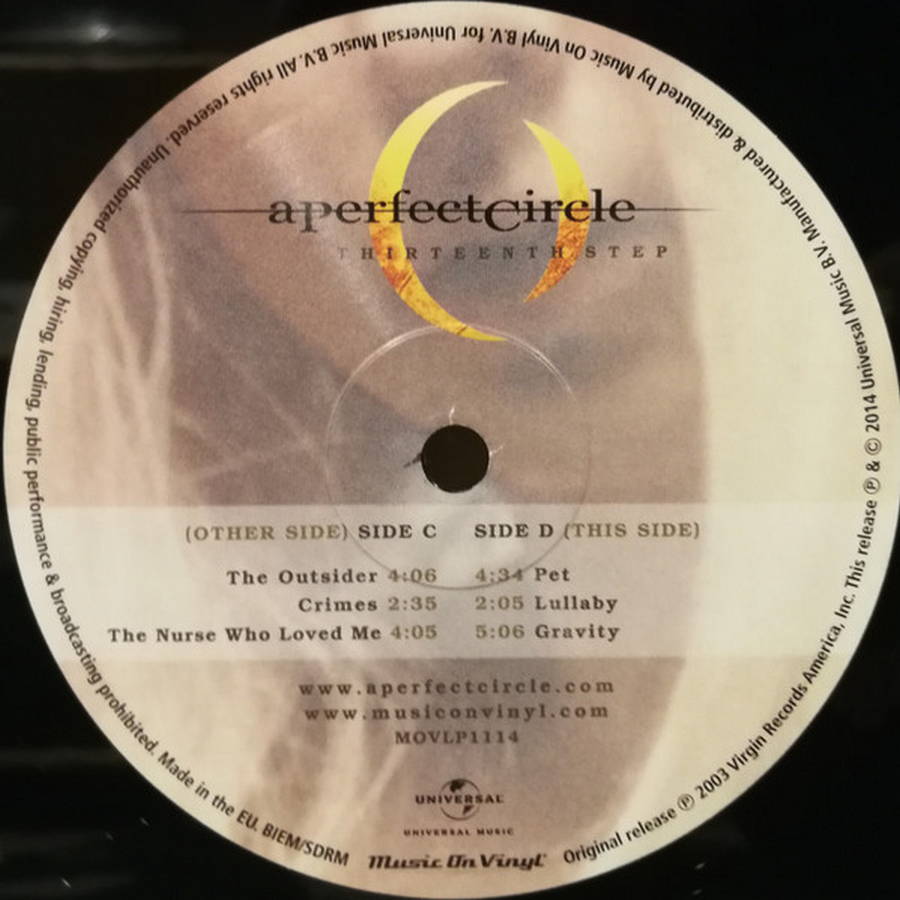 aperfectcircle
THIRTEENTH STEP
(OTHER SIDE) SIDE C SIDE D (THIS SIDE)
The Outsider 4:06 4:34 Pet
Crimes 2:35 2:05 Lullaby
The Nurse Who Loved Me 4:05 5:06 Gravity
www.aperfectcircle.com
www.musiconvinyl.com
MOVLP1114
UNIVERSAL
UNIVERSAL MUSIC
Music On Vinyl
Original release ℗ 2003 Virgin Records America, Inc. This release ℗ & © 2014 Universal Music B.V. Manufactured & distributed by Music On Vinyl B.V. for Universal Music B.V. All rights reserved. Unauthorized copying, hiring, lending, public performance & broadcasting prohibited. Made in the EU. BIEM/SDRM